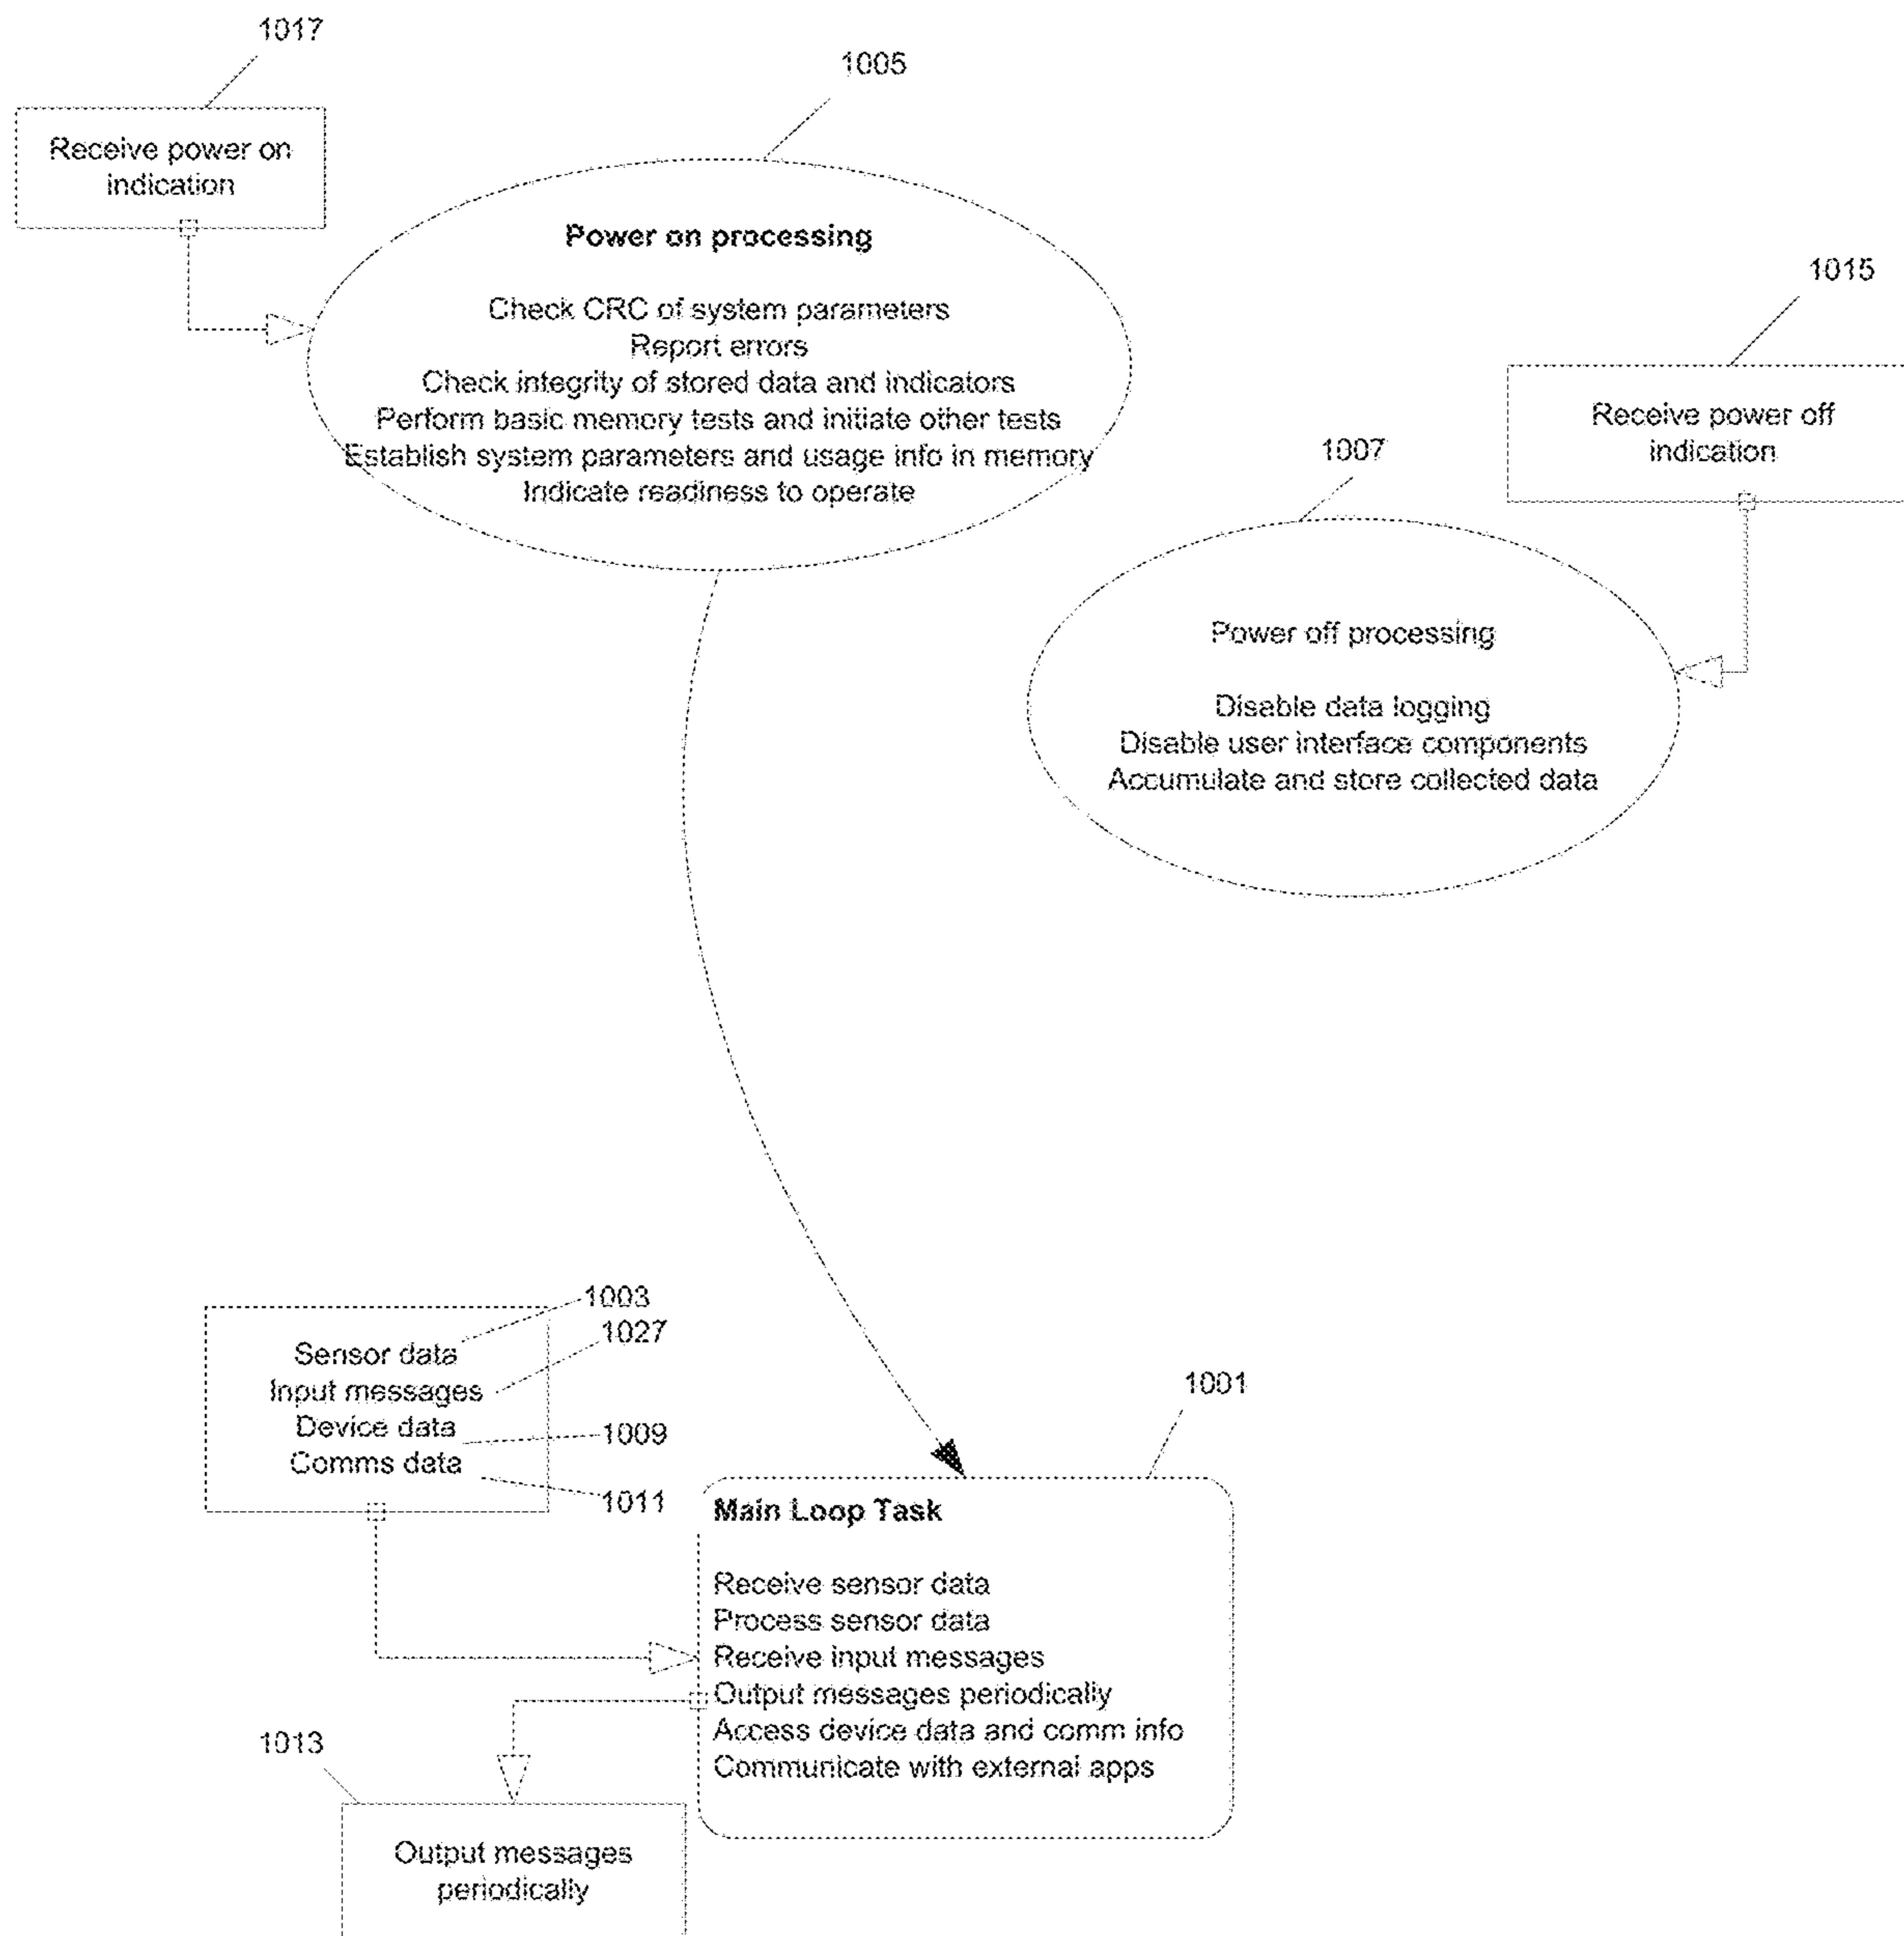 1017
Receive power on
indication
1005
Power on processing
Check CRC of system parameters
Report errors
Check integrity of stored data and indicators
Perform basic memory tests and initiate other tests
Establish system parameters and usage info in memory
Indicate readiness to operate
1015
Receive power off
indication
1007
Power off processing
Disable data logging
Disable user interface components
Accumulate and store collected data
1003
Sensor data
1027
Input messages
Device data
1009
Comms data
1011
1001
Main Loop Task
Receive sensor data
Process sensor data
Receive input messages
Output messages periodically
Access device data and comm info
Communicate with external apps
1013
Output messages
periodically